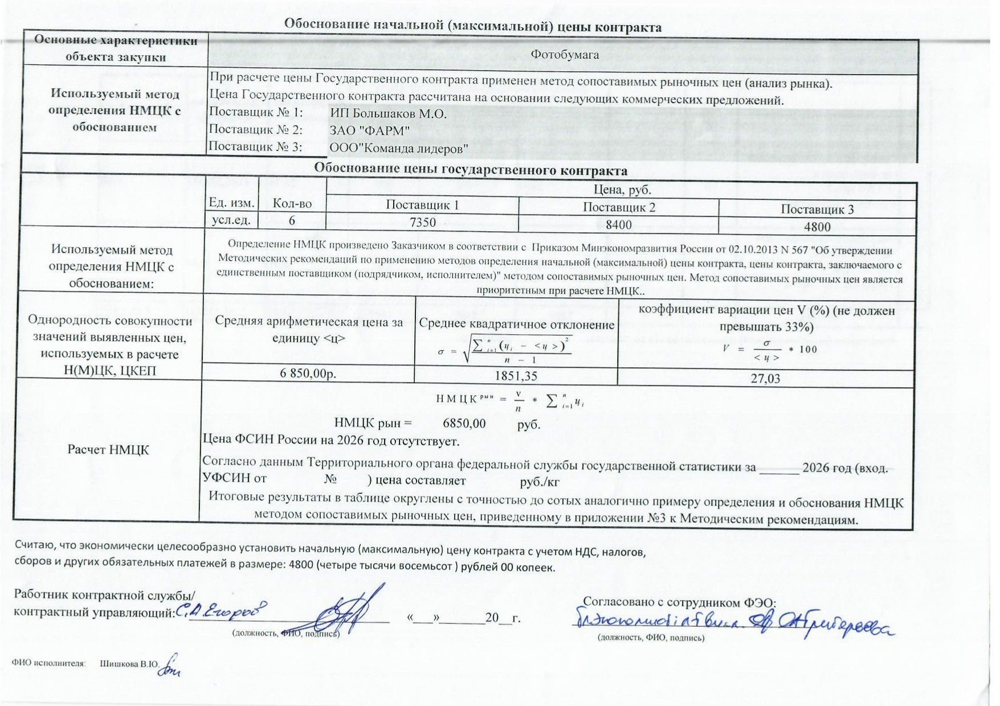 Обоснование начальной (максимальной) цены контракта
Основные характеристики
объекта закупки
Фотобумага
Используемый метод
определения НМЦК с
обоснованием
При расчете цены Государственного контракта применен метод сопоставимых рыночных цен (анализ рынка).
Цена Государственного контракта рассчитана на основании следующих коммерческих предложений.
Поставщик № 1: ИП Большаков М.О.
Поставщик № 2: ЗАО "ФАРМ"
Поставщик № 3: ООО"Команда лидеров"
Обоснование цены государственного контракта
Ед. изм. Кол-во Цена, руб.
Поставщик 1 Поставщик 2 Поставщик 3
усл.ед. 6 7350 8400 4800
Используемый метод
определения НМЦК с
обоснованием:
Определение НМЦК произведено Заказчиком в соответствии с Приказом Минэкономразвития России от 02.10.2013 N 567 "Об утверждении
Методических рекомендаций по применению методов определения начальной (максимальной) цены контракта, цены контракта, заключаемого с
единственным поставщиком (подрядчиком, исполнителем)" методом сопоставимых рыночных цен. Метод сопоставимых рыночных цен является
приоритетным при расчете НМЦК..
Однородность совокупности
значений выявленных цен,
используемых в расчете
Н(М)ЦК, ЦКЕП
Средняя арифметическая цена за
единицу <ц>
Среднее квадратичное отклонение
σ = √ ∑ n i=1 (ц i - <ц>)2
n - 1
коэффициент вариации цен V (%) (не должен
превышать 33%)
V = σ / <ц> * 100
6 850,00р. 1851,35 27,03
Расчет НМЦК
НМЦК рын = v / n * ∑ n i=1 ц i
НМЦК рын = 6850,00 руб.
Цена ФСИН России на 2026 год отсутствует.
Согласно данным Территориального органа федеральной службы государственной статистики за ______ 2026 год (вход.
УФСИН от № ) цена составляет руб./кг
Итоговые результаты в таблице округлены с точностью до сотых аналогично примеру определения и обоснования НМЦК
методом сопоставимых рыночных цен, приведенному в приложении №3 к Методическим рекомендациям.
Считаю, что экономически целесообразно установить начальную (максимальную) цену контракта с учетом НДС, налогов,
сборов и других обязательных платежей в размере: 4800 (четыре тысячи восемьсот ) рублей 00 копеек.
Работник контрактной службы/
контрактный управляющий: С.А. Егоров «___»_______20__г.
(должность, ФИО, подпись)
Согласовано с сотрудником ФЭО:
(должность, ФИО, подпись)
ФИО исполнителя: Шишкова В.Ю.